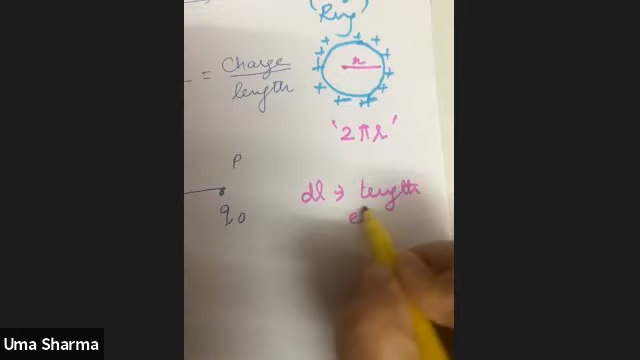 (Ring)
= Charge
length
r
'2πr'
P
dl → length
q0
e
Uma Sharma